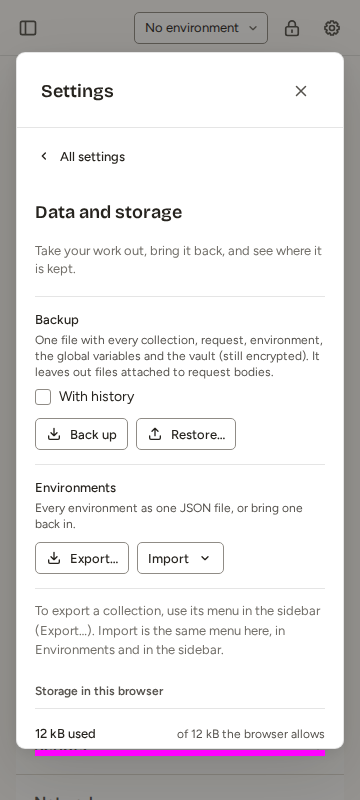 No environment
Settings
All settings
Data and storage
Take your work out, bring it back, and see where it
is kept.
Backup
One file with every collection, request, environment,
the global variables and the vault (still encrypted). It
leaves out files attached to request bodies.
With history
Back up
Restore...
Environments
Every environment as one JSON file, or bring one
back in.
Export...
Import
To export a collection, use its menu in the sidebar
(Export...). Import is the same menu here, in
Environments and in the sidebar.
Storage in this browser
12 kB used
of 12 kB the browser allows